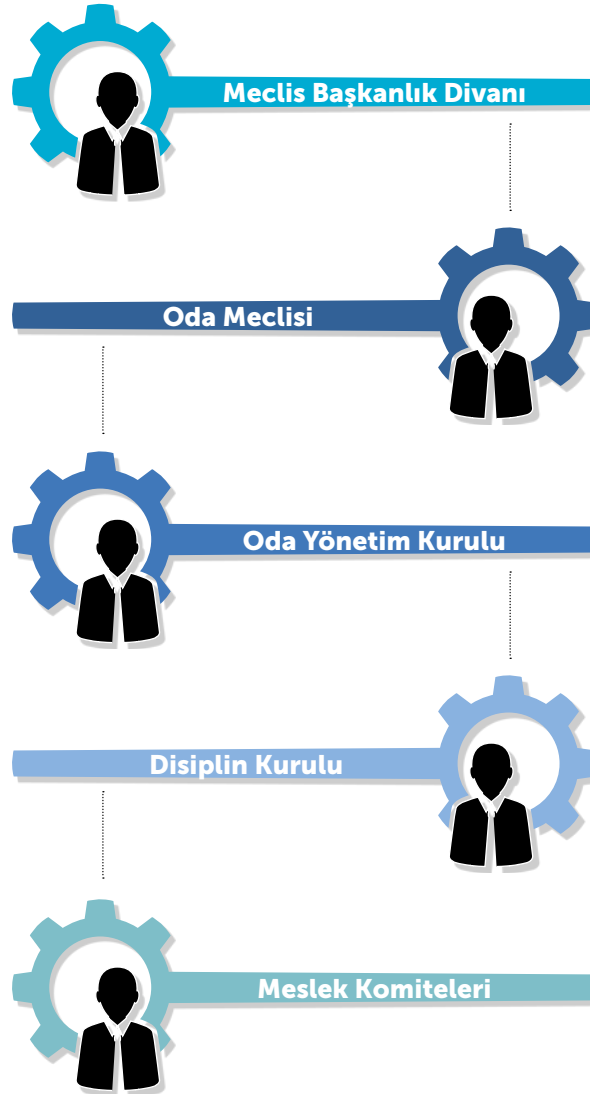 Meclis Başkanlık Divanı
Oda Meclisi
Oda Yönetim Kurulu
Disiplin Kurulu
Meslek Komiteleri